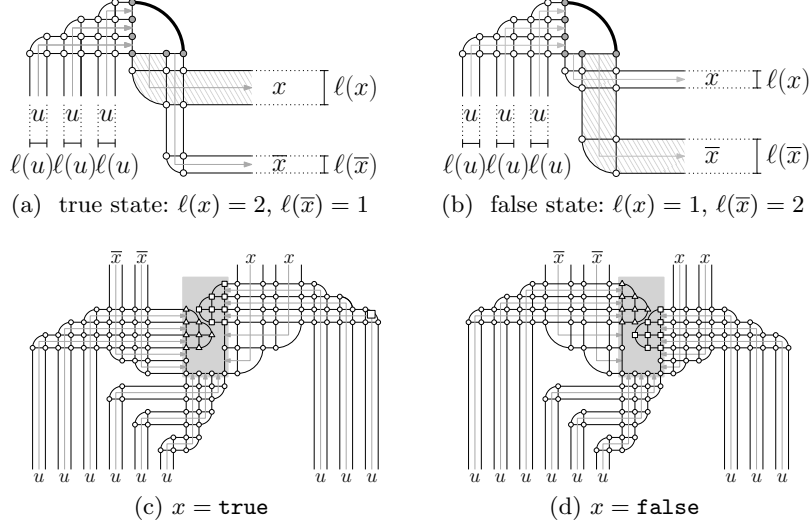 u u u
ℓ(u)ℓ(u)ℓ(u)
x ℓ(x)
x̅ ℓ(x̅)
(a) true state: ℓ(x) = 2, ℓ(x̅) = 1
u u u
ℓ(u)ℓ(u)ℓ(u)
x ℓ(x)
x̅ ℓ(x̅)
(b) false state: ℓ(x) = 1, ℓ(x̅) = 2
x̅ x̅ x x
u u u u u u u u u
(c) x = true
x̅ x̅ x x
u u u u u u u u u
(d) x = false